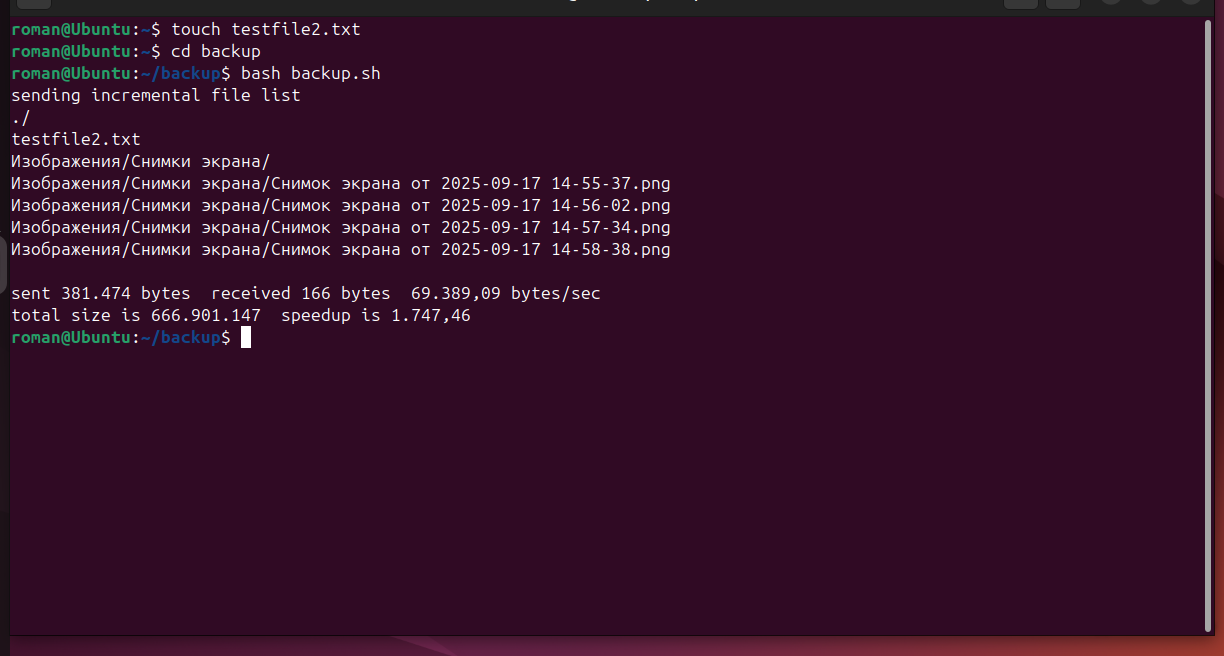 roman@Ubuntu:~$ touch testfile2.txt
roman@Ubuntu:~$ cd backup
roman@Ubuntu:~/backup$ bash backup.sh
sending incremental file list
./
testfile2.txt
Изображения/Снимки экрана/
Изображения/Снимки экрана/Снимок экрана от 2025-09-17 14-55-37.png
Изображения/Снимки экрана/Снимок экрана от 2025-09-17 14-56-02.png
Изображения/Снимки экрана/Снимок экрана от 2025-09-17 14-57-34.png
Изображения/Снимки экрана/Снимок экрана от 2025-09-17 14-58-38.png
sent 381.474 bytes  received 166 bytes  69.389,09 bytes/sec
total size is 666.901.147  speedup is 1.747,46
roman@Ubuntu:~/backup$